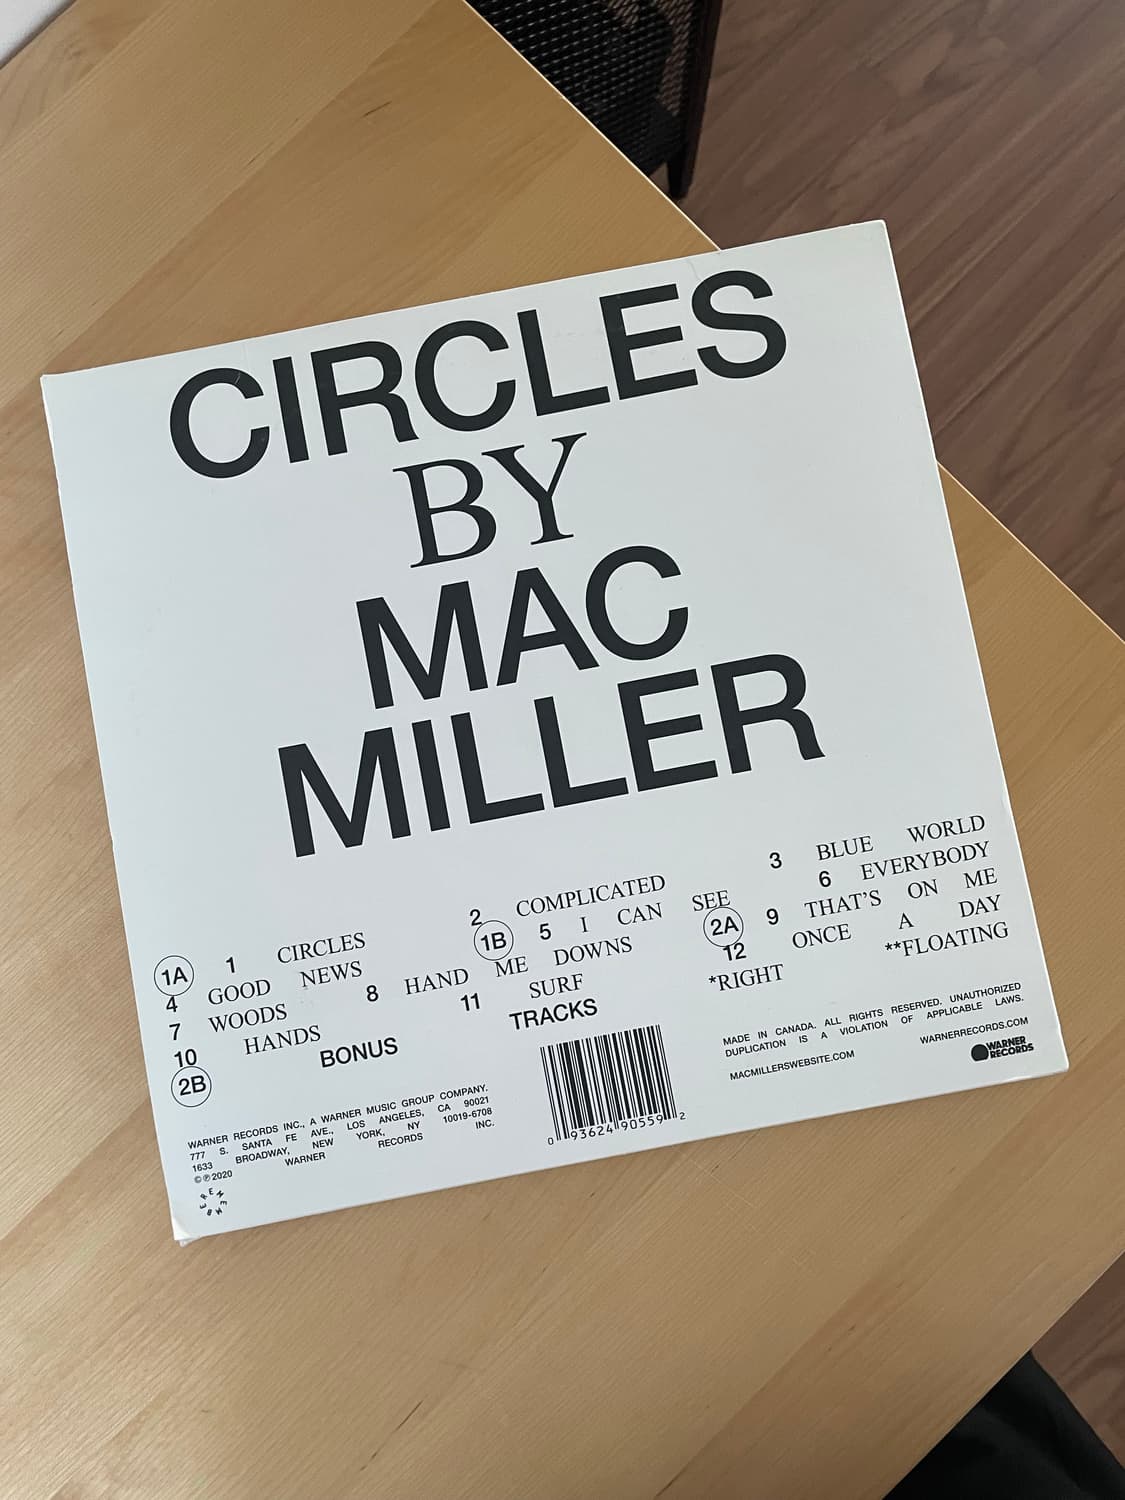 CIRCLES
BY
MAC
MILLER
1A 1 CIRCLES 2 COMPLICATED 3 BLUE WORLD
4 GOOD NEWS 1B 5 I CAN SEE 6 EVERYBODY
7 WOODS 8 HAND ME DOWNS 2A 9 THAT'S ON ME
10 HANDS 11 SURF 12 ONCE A DAY
2B BONUS TRACKS *RIGHT **FLOATING
WARNER RECORDS INC., A WARNER MUSIC GROUP COMPANY.
777 S. SANTA FE AVE., LOS ANGELES, CA 90021
1633 BROADWAY, NEW YORK, NY 10019-6708
©℗2020 WARNER RECORDS INC.
0 93624 90559 2
MADE IN CANADA. ALL RIGHTS RESERVED. UNAUTHORIZED
DUPLICATION IS A VIOLATION OF APPLICABLE LAWS.
MACMILLERSWEBSITE.COM WARNERRECORDS.COM
WARNER
RECORDS